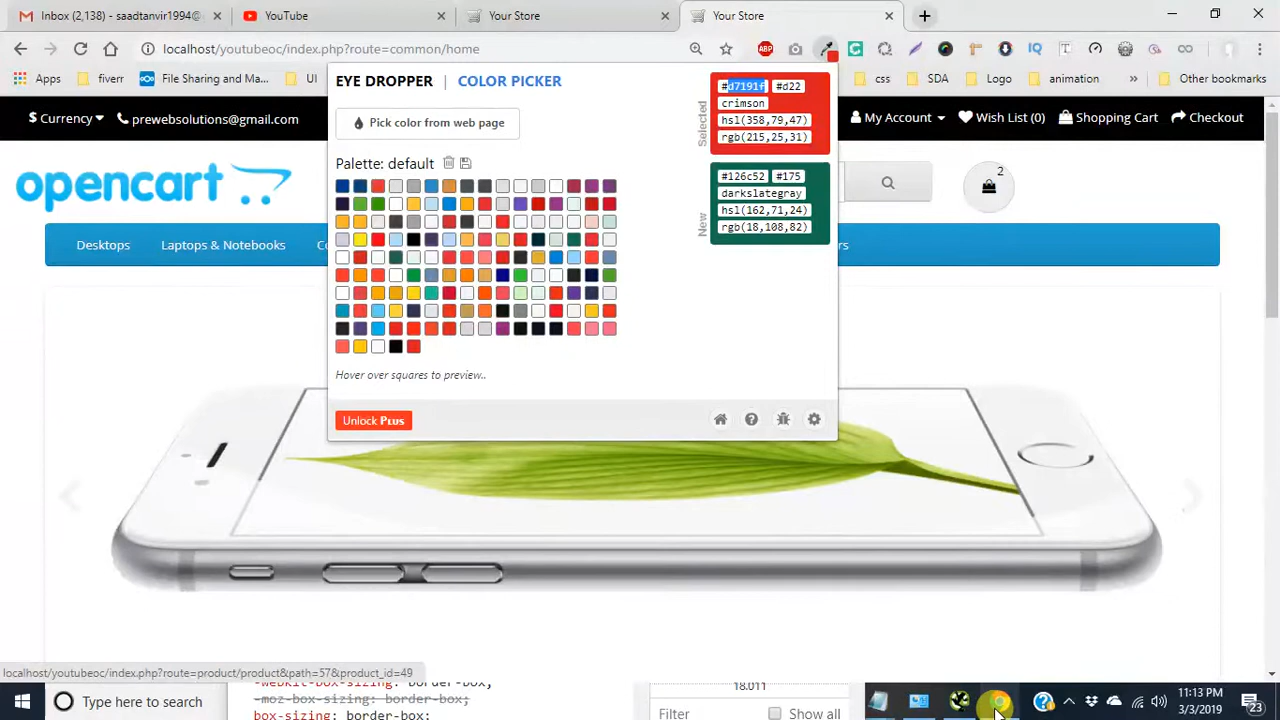 Inbox (2,138) - saadtanvir1994@
YouTube
Your Store
Your Store
localhost/youtubeoc/index.php?route=common/home
ABP
IQ
Apps
fiverr
File Sharing and Ma...
UI
css
SDA
Logo
animation
Other bookmarks
$ Currency
prewebsolutions@gmail.com
My Account
Wish List (0)
Shopping Cart
Checkout
opencart
2
Desktops
Laptops & Notebooks
EYE DROPPER | COLOR PICKER
Pick color from web page
Palette: default
Hover over squares to preview..
Unlock Plus
Selected
#d7191f #d22
crimson
hsl(358,79,47)
rgb(215,25,31)
New
#126c52 #175
darkslategray
hsl(162,71,24)
rgb(18,108,82)
localhost/youtubeoc/index.php?route=product/product&path=57&product_id=49
-webkit-box-sizing: border-box;
-moz-box-sizing: border-box;
box-sizing: border-box;
18.011
Filter
Show all
Type here to search
11:13 PM
3/3/2019
23